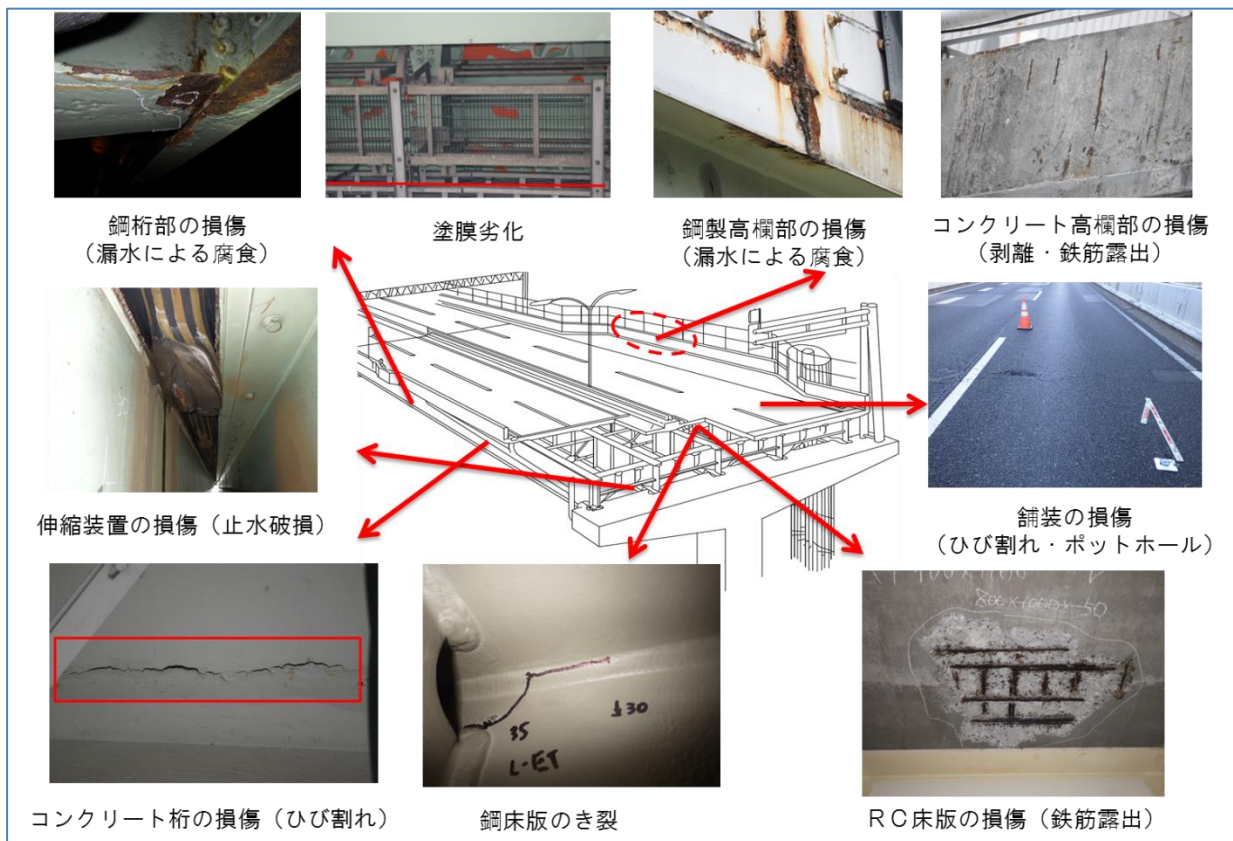 鋼桁部の損傷
（漏水による腐食）
塗膜劣化
鋼製高欄部の損傷
（漏水による腐食）
コンクリート高欄部の損傷
（剥離・鉄筋露出）
伸縮装置の損傷（止水破損）
舗装の損傷
（ひび割れ・ポットホール）
800×1000×50
35
L-ET
130
コンクリート桁の損傷（ひび割れ）
鋼床版のき裂
ＲＣ床版の損傷（鉄筋露出）